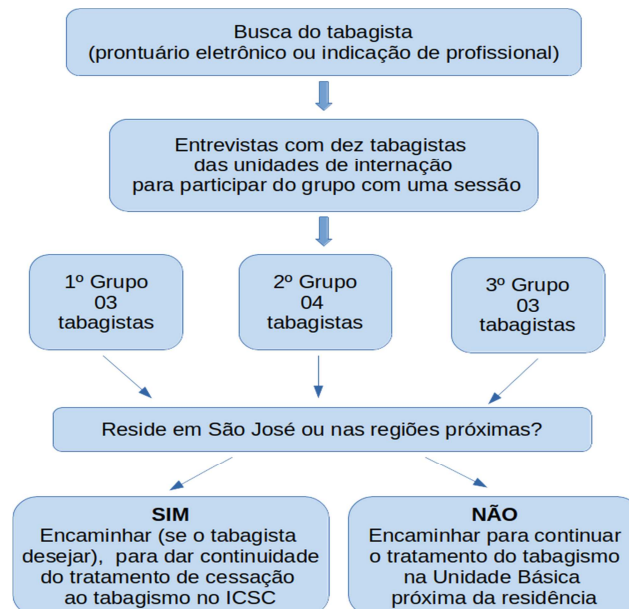 Busca do tabagista
(prontuário eletrônico ou indicação de profissional)
Entrevistas com dez tabagistas
das unidades de internação
para participar do grupo com uma sessão
1º Grupo
03
tabagistas
2º Grupo
04
tabagistas
3º Grupo
03
tabagistas
Reside em São José ou nas regiões próximas?
SIM
Encaminhar (se o tabagista
desejar), para dar continuidade
do tratamento de cessação
ao tabagismo no ICSC
NÃO
Encaminhar para continuar
o tratamento do tabagismo
na Unidade Básica
próxima da residência